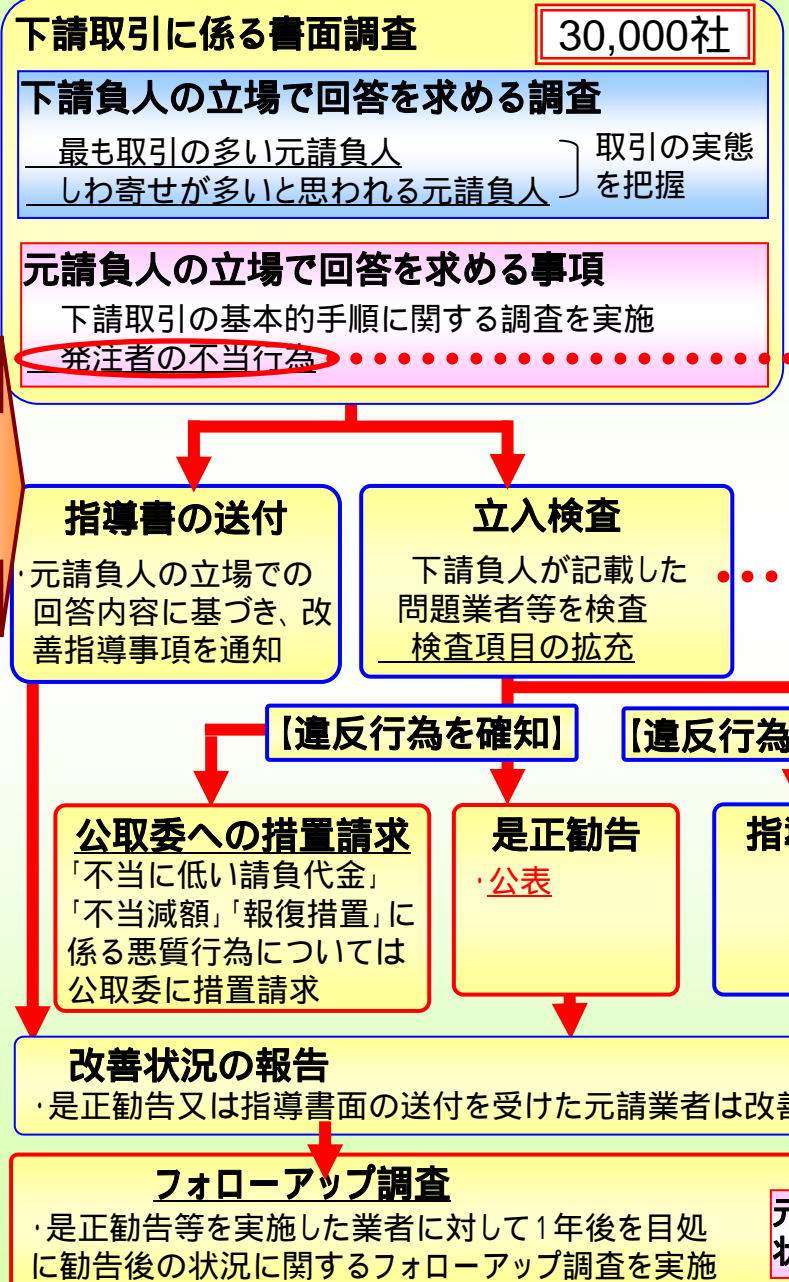 下請取引に係る書面調査
30,000社
下請負人の立場で回答を求める調査
最も取引の多い元請負人
しわ寄せが多いと思われる元請負人
取引の実態
を把握
元請負人の立場で回答を求める事項
下請取引の基本的手順に関する調査を実施
発注者の不当行為
指導書の送付
・元請負人の立場での
回答内容に基づき、改
善指導事項を通知
立入検査
下請負人が記載した
問題業者等を検査
検査項目の拡充
【違反行為を確知】
【違反行為
公取委への措置請求
「不当に低い請負代金」
「不当減額」「報復措置」に
係る悪質行為については
公取委に措置請求
是正勧告
・公表
指
改善状況の報告
・是正勧告又は指導書面の送付を受けた元請業者は改
フォローアップ調査
・是正勧告等を実施した業者に対して1年後を目処
に勧告後の状況に関するフォローアップ調査を実施